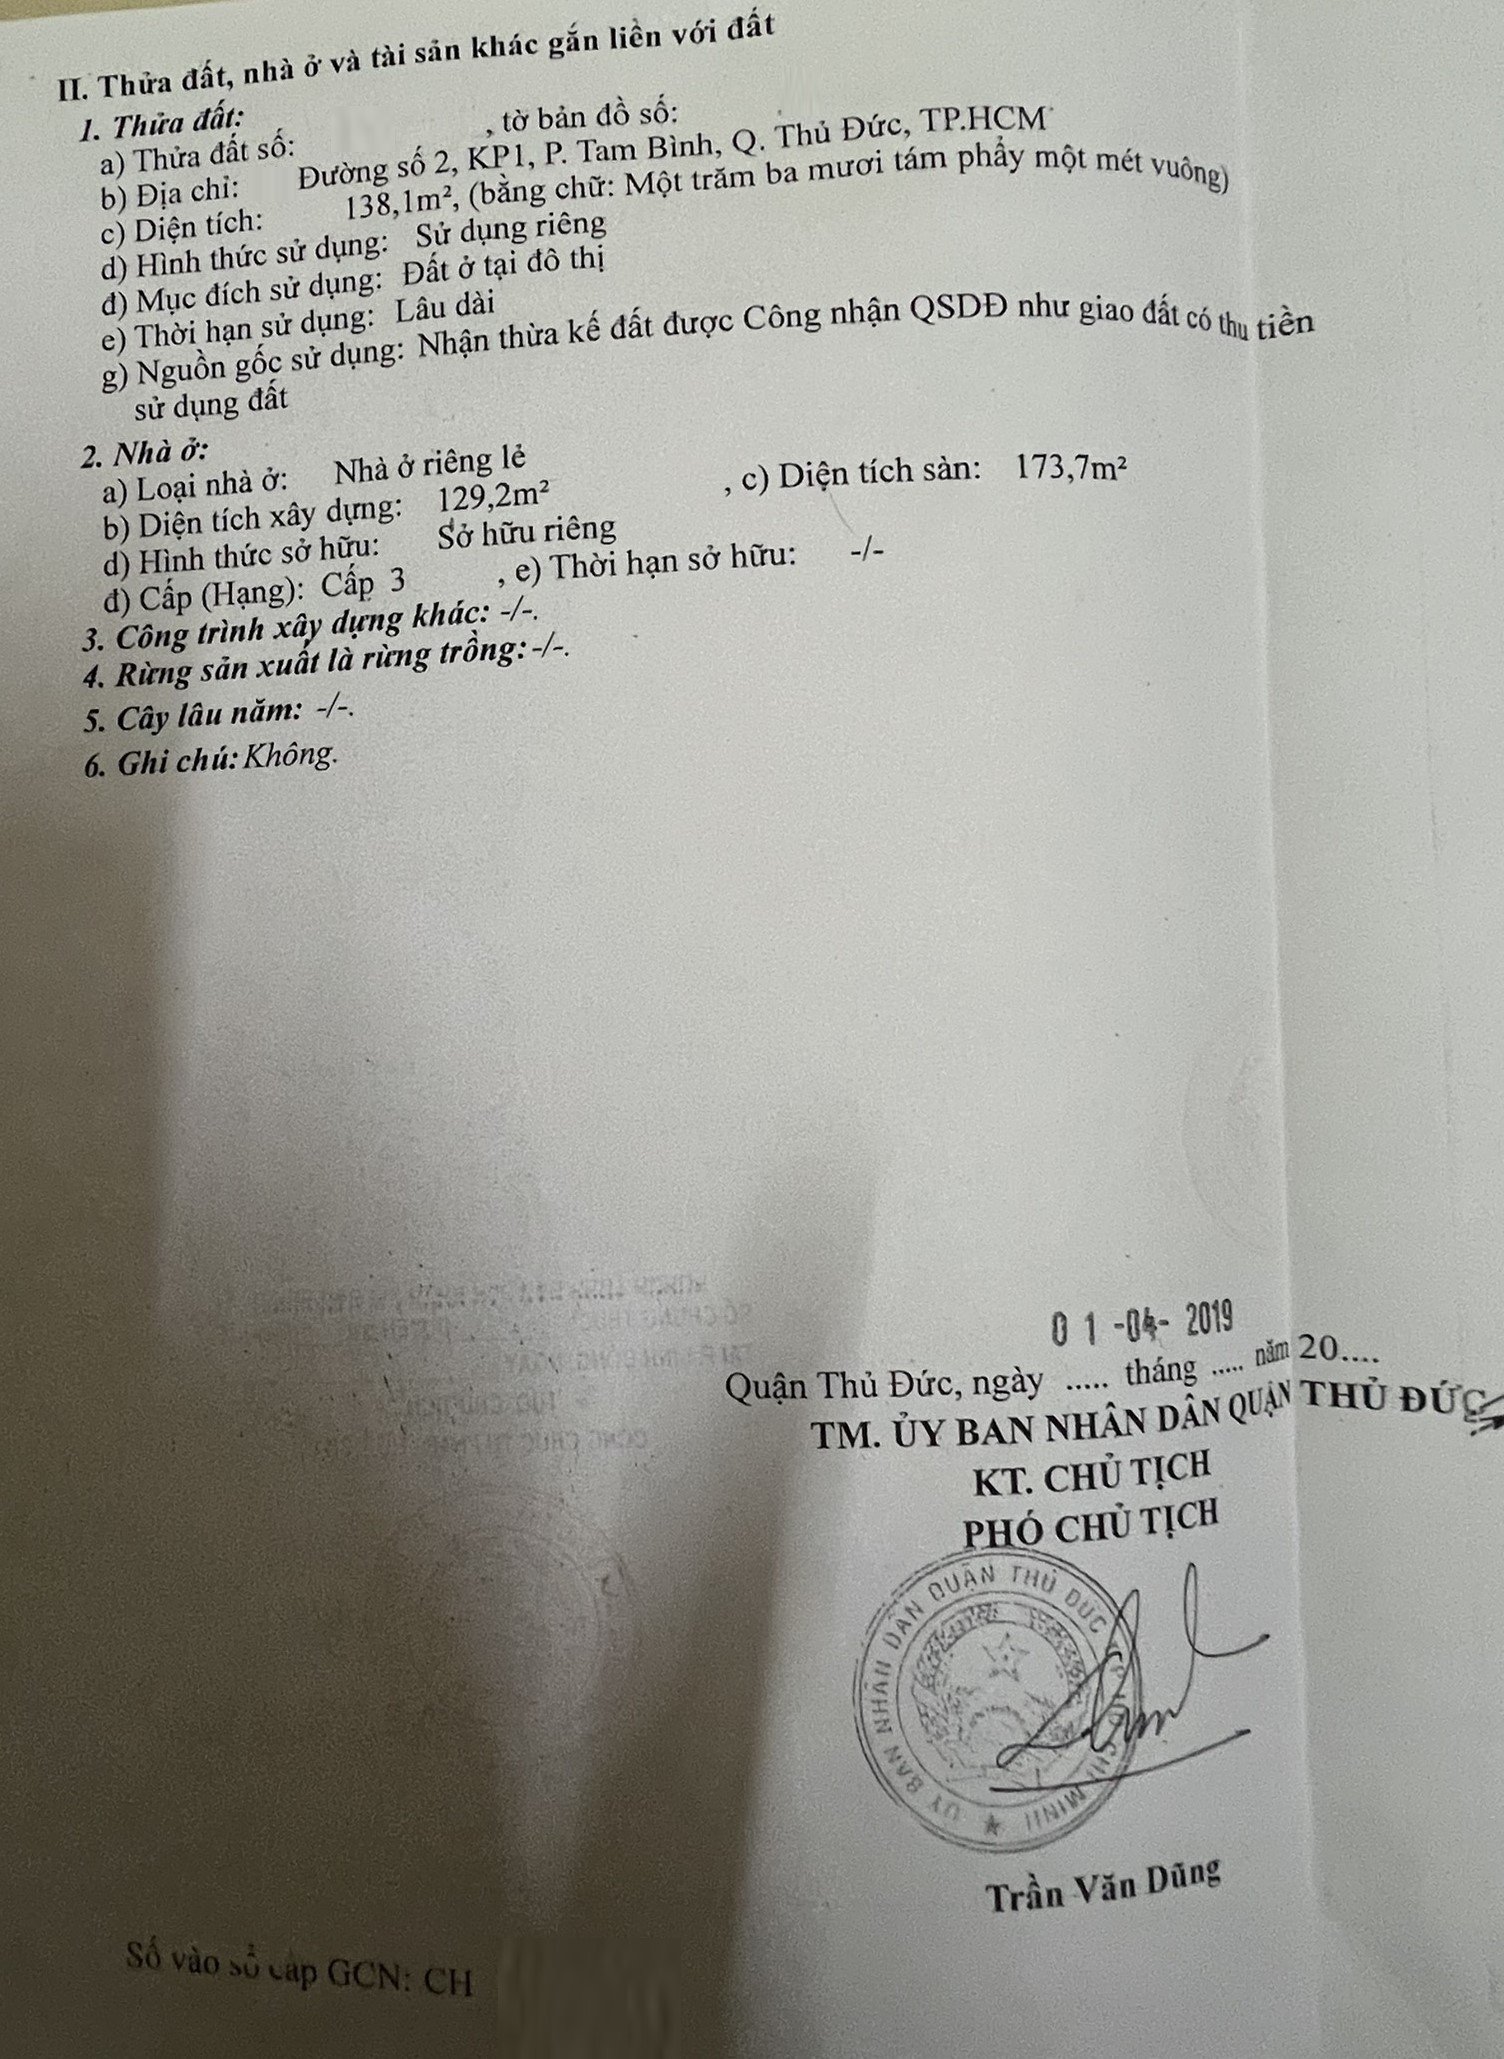 II. Thửa đất, nhà ở và tài sản khác gắn liền với đất
1. Thửa đất:
a) Thửa đất số: , tờ bản đồ số:
b) Địa chỉ: Đường số 2, KP1, P. Tam Bình, Q. Thủ Đức, TP.HCM
c) Diện tích: 138,1m², (bằng chữ: Một trăm ba mươi tám phẩy một mét vuông)
d) Hình thức sử dụng: Sử dụng riêng
đ) Mục đích sử dụng: Đất ở tại đô thị
e) Thời hạn sử dụng: Lâu dài
g) Nguồn gốc sử dụng: Nhận thừa kế đất được Công nhận QSDĐ như giao đất có thu tiền
sử dụng đất
2. Nhà ở:
a) Loại nhà ở: Nhà ở riêng lẻ
b) Diện tích xây dựng: 129,2m² , c) Diện tích sàn: 173,7m²
d) Hình thức sở hữu: Sở hữu riêng
đ) Cấp (Hạng): Cấp 3 , e) Thời hạn sở hữu: -/-
3. Công trình xây dựng khác: -/-.
4. Rừng sản xuất là rừng trồng: -/-.
5. Cây lâu năm: -/-.
6. Ghi chú: Không.
01 -04- 2019
Quận Thủ Đức, ngày ..... tháng ..... năm 20....
TM. ỦY BAN NHÂN DÂN QUẬN THỦ ĐỨC
KT. CHỦ TỊCH
PHÓ CHỦ TỊCH
ỦY BAN NHÂN DÂN QUẬN THỦ ĐỨC TP HỒ CHÍ MINH
Trần Văn Dũng
Số vào sổ cấp GCN: CH